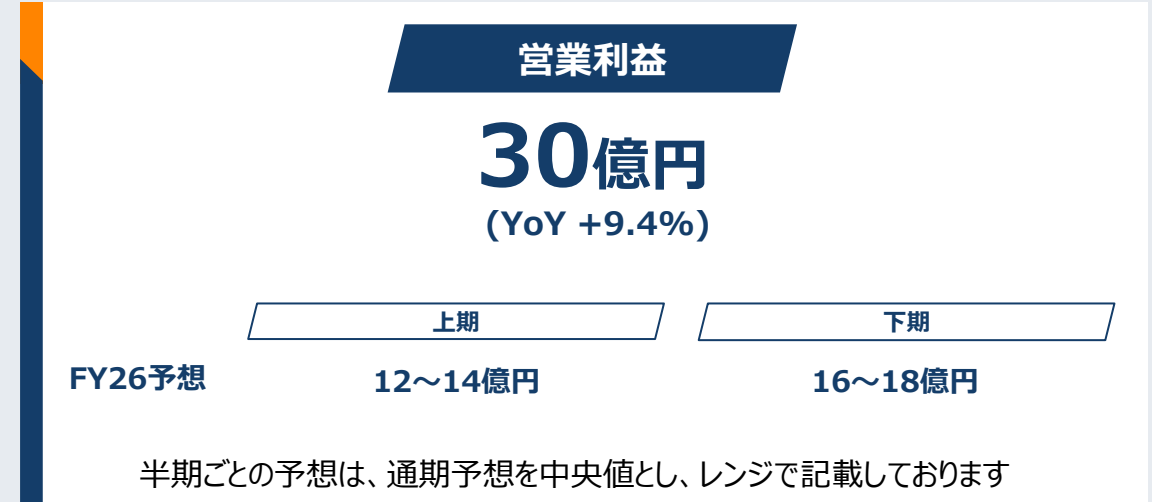 営業利益
30億円
(YoY +9.4%)
上期 下期
FY26予想 12～14億円 16～18億円
半期ごとの予想は、通期予想を中央値とし、レンジで記載しております